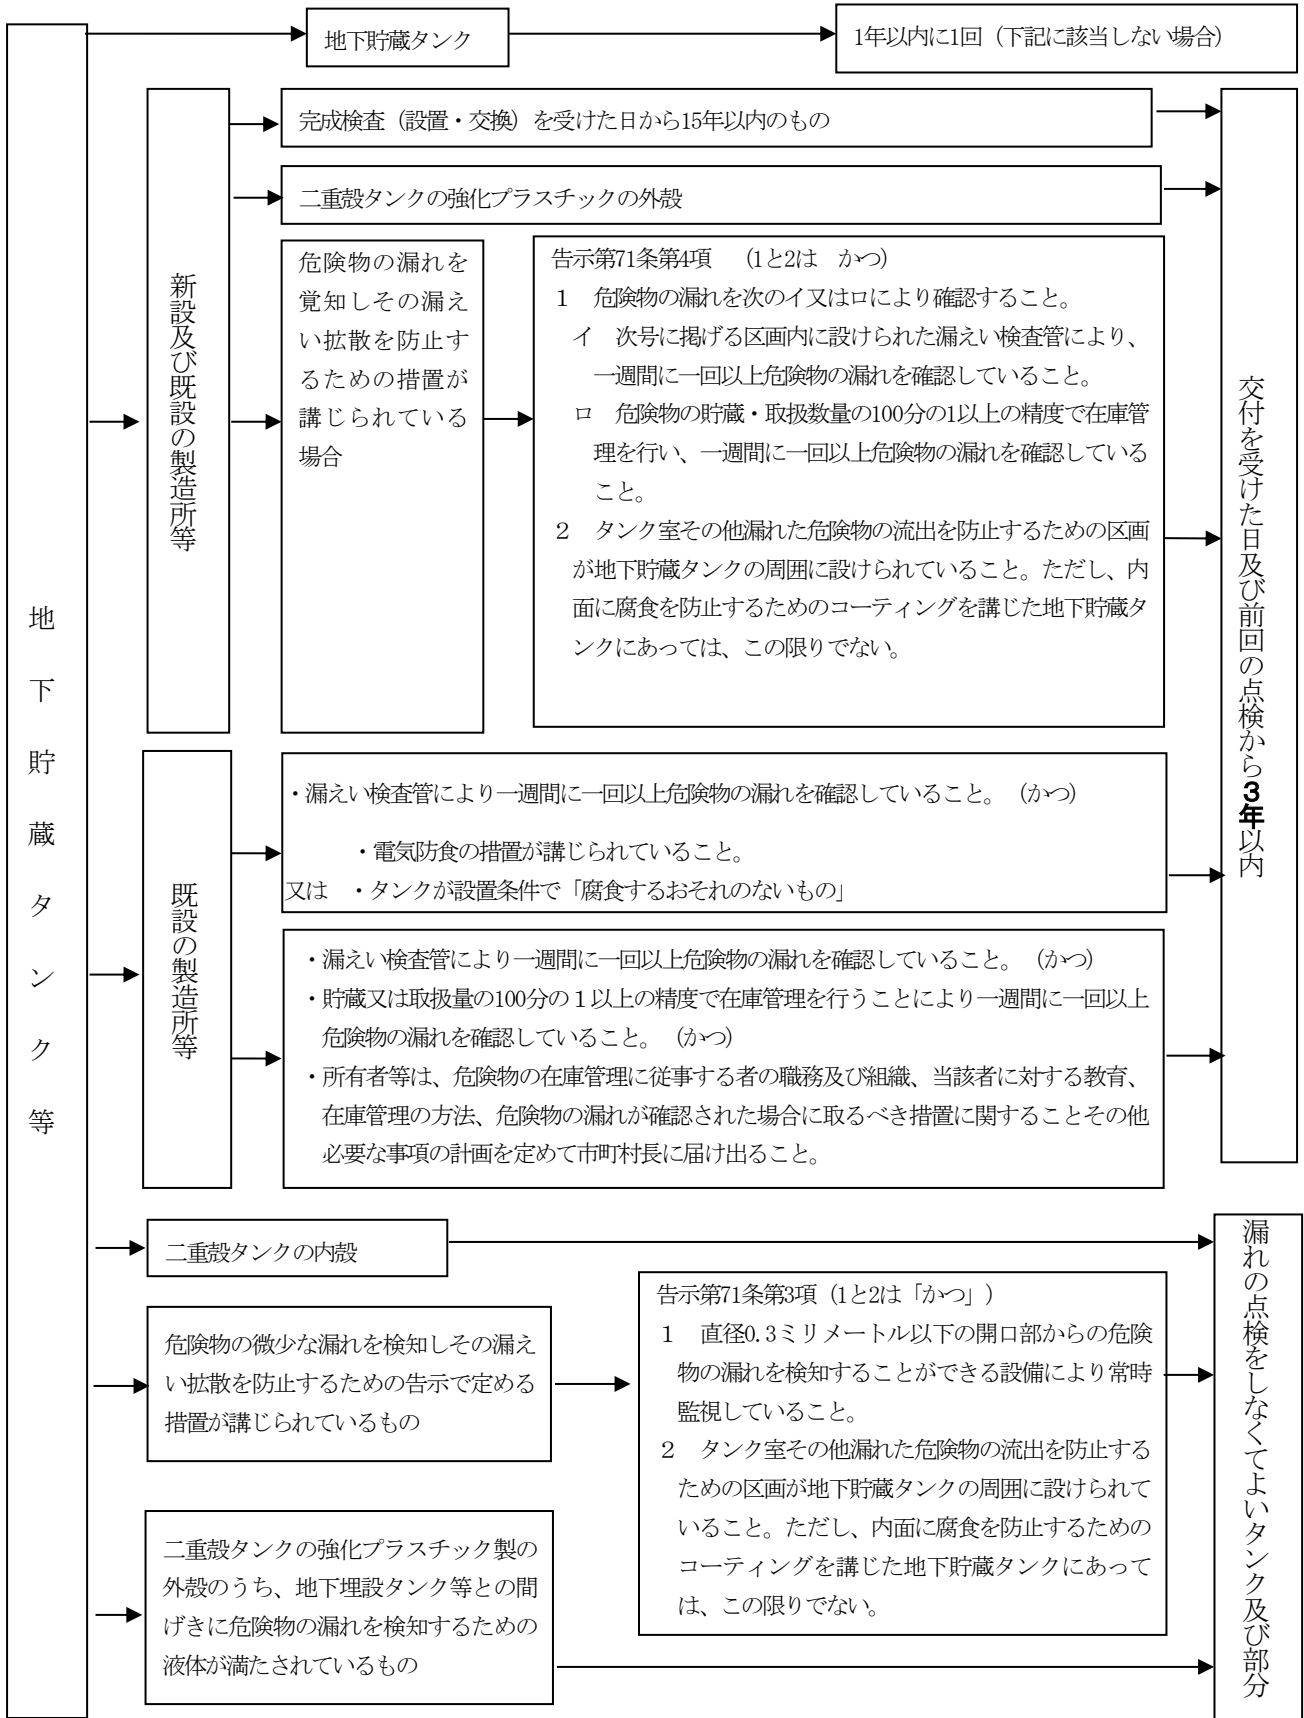 地下貯蔵タンク等
地下貯蔵タンク
1年以内に1回（下記に該当しない場合）
新設及び既設の製造所等
完成検査（設置・交換）を受けた日から15年以内のもの
二重殻タンクの強化プラスチックの外殻
危険物の漏れを
覚知しその漏え
い拡散を防止す
るための措置が
講じられている
場合
告示第71条第4項　（1と2は　かつ）
１　危険物の漏れを次のイ又はロにより確認すること。
イ　次号に掲げる区画内に設けられた漏えい検査管により、
一週間に一回以上危険物の漏れを確認していること。
ロ　危険物の貯蔵・取扱数量の100分の1以上の精度で在庫管
理を行い、一週間に一回以上危険物の漏れを確認している
こと。
２　タンク室その他漏れた危険物の流出を防止するための区画
が地下貯蔵タンクの周囲に設けられていること。ただし、内
面に腐食を防止するためのコーティングを講じた地下貯蔵タ
ンクにあっては、この限りでない。
交付を受けた日及び前回の点検から３年以内
既設の製造所等
・漏えい検査管により一週間に一回以上危険物の漏れを確認していること。（かつ）
・電気防食の措置が講じられていること。
又は　・タンクが設置条件で「腐食するおそれのないもの」
・漏えい検査管により一週間に一回以上危険物の漏れを確認していること。（かつ）
・貯蔵又は取扱量の100分の１以上の精度で在庫管理を行うことにより一週間に一回以上
危険物の漏れを確認していること。（かつ）
・所有者等は、危険物の在庫管理に従事する者の職務及び組織、当該者に対する教育、
在庫管理の方法、危険物の漏れが確認された場合に取るべき措置に関することその他
必要な事項の計画を定めて市町村長に届け出ること。
二重殻タンクの内殻
危険物の微少な漏れを検知しその漏え
い拡散を防止するための告示で定める
措置が講じられているもの
告示第71条第3項（1と2は「かつ」）
１　直径0.3ミリメートル以下の開口部からの危険
物の漏れを検知することができる設備により常時
監視していること。
２　タンク室その他漏れた危険物の流出を防止する
ための区画が地下貯蔵タンクの周囲に設けられて
いること。ただし、内面に腐食を防止するための
コーティングを講じた地下貯蔵タンクにあって
は、この限りでない。
二重殻タンクの強化プラスチック製の
外殻のうち、地下埋設タンク等との間
げきに危険物の漏れを検知するための
液体が満たされているもの
漏れの点検をしなくてよいタンク及び部分